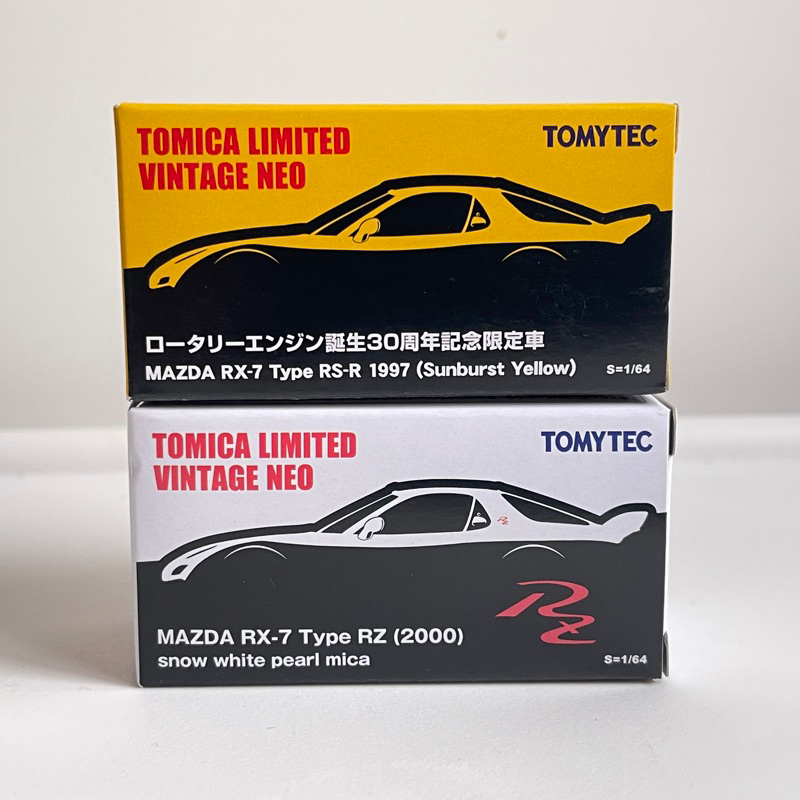 TOMICA LIMITED
VINTAGE NEO
TOMYTEC
ロータリーエンジン誕生30周年記念限定車
MAZDA RX-7 Type RS-R 1997 (Sunburst Yellow)
S=1/64
TOMICA LIMITED
VINTAGE NEO
TOMYTEC
RZ
RZ
MAZDA RX-7 Type RZ (2000)
snow white pearl mica
S=1/64